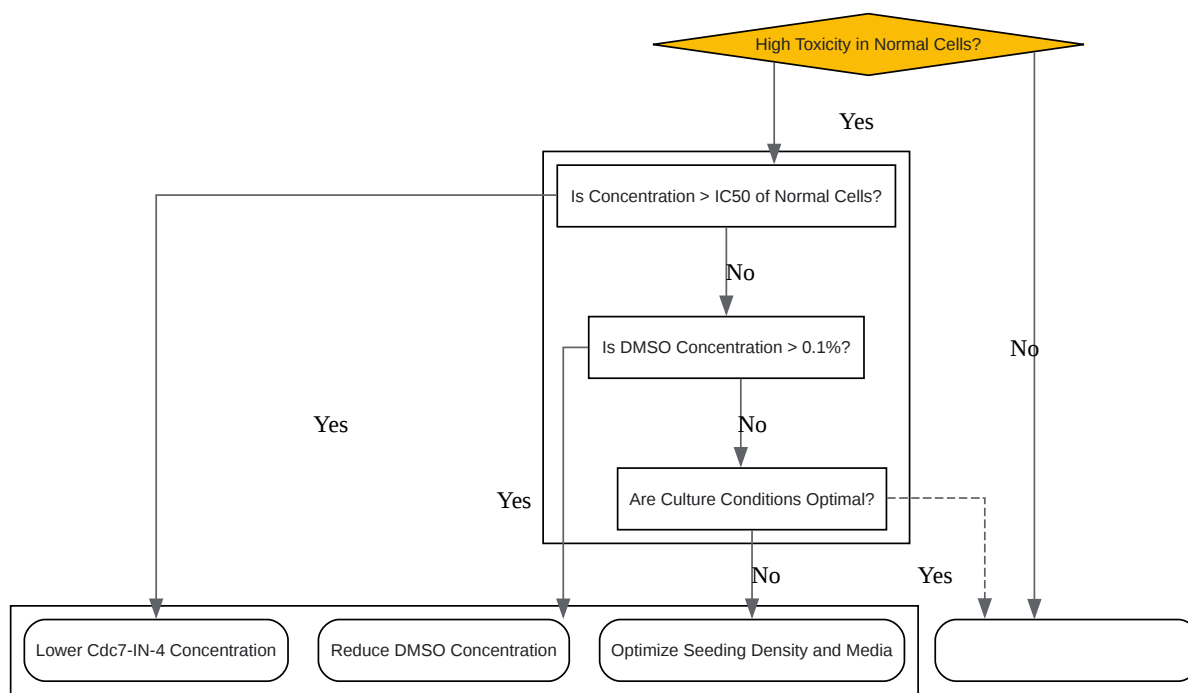 High Toxicity in Normal Cells?
Yes
Is Concentration > IC50 of Normal Cells?
No
Is DMSO Concentration > 0.1%?
No
Yes
No
Are Culture Conditions Optimal?
Yes
No
Yes
Lower Cdc7-IN-4 Concentration
Reduce DMSO Concentration
Optimize Seeding Density and Media